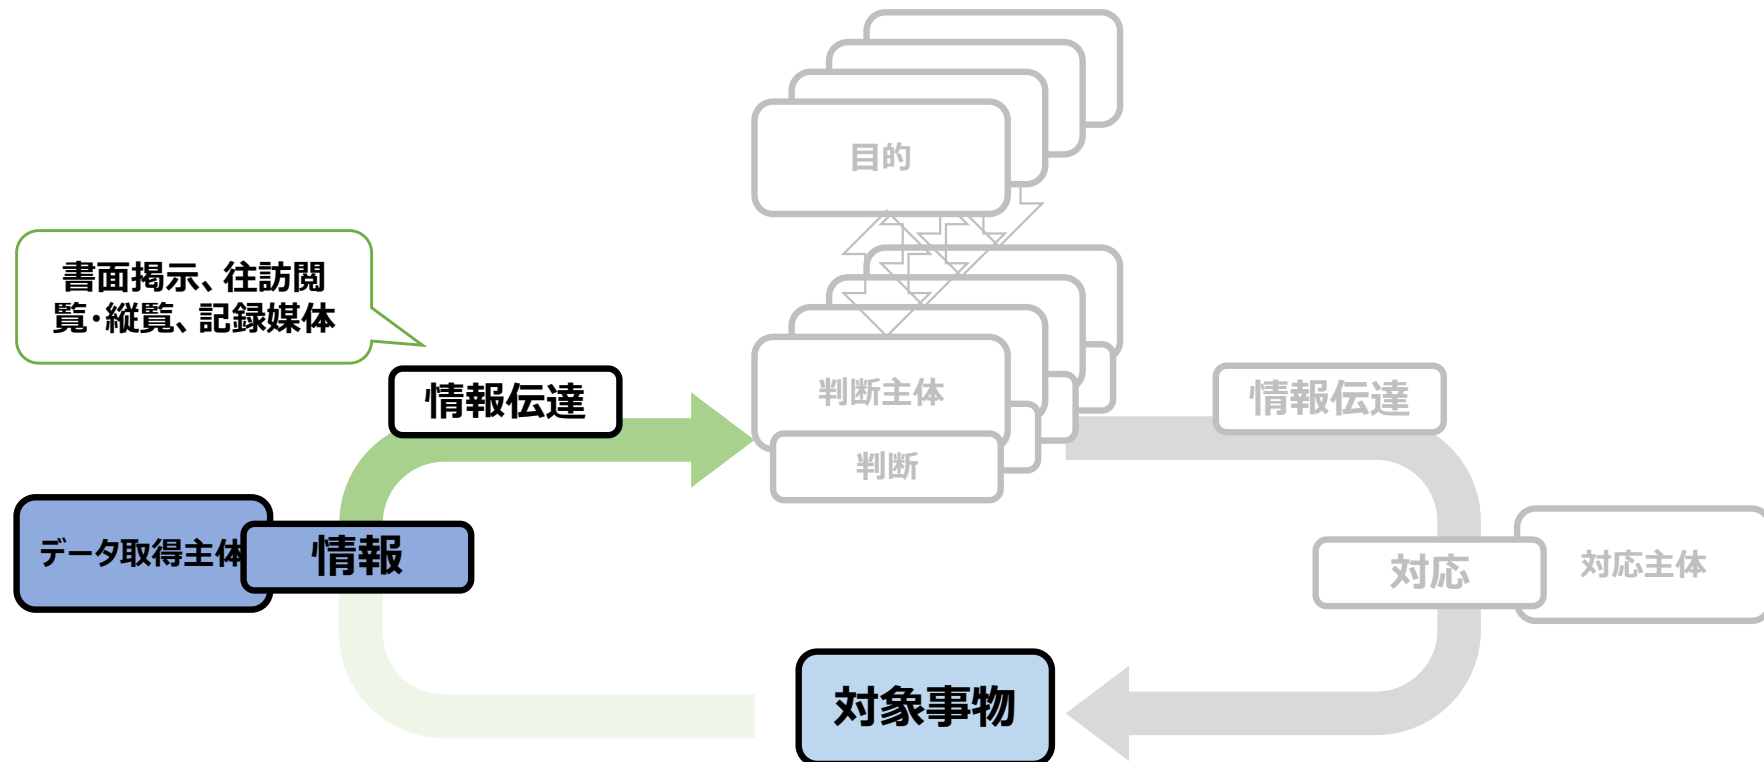 目的
書面掲示、往訪閲
覧・縦覧、記録媒体
情報伝達
判断主体
情報伝達
判断
データ取得主体
情報
対応
対応主体
対象事物